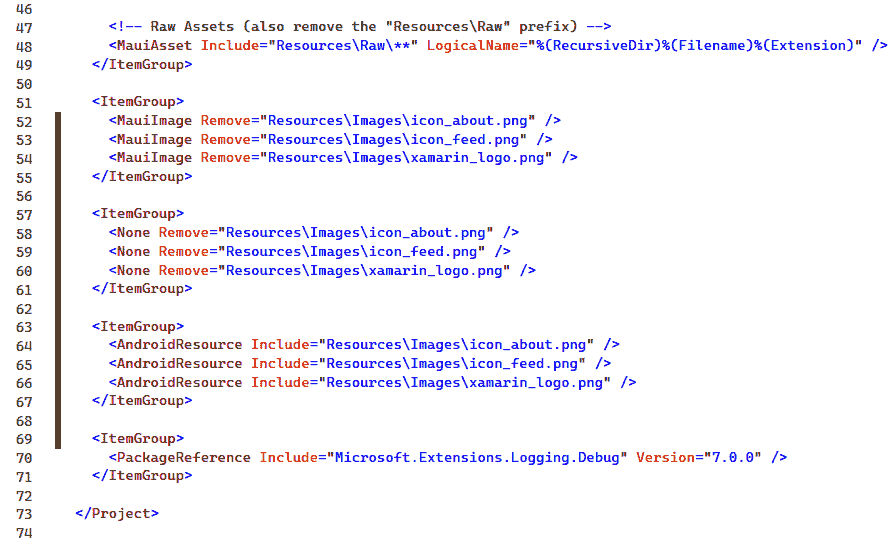 46
47 <!-- Raw Assets (also remove the "Resources\Raw" prefix) -->
48 <MauiAsset Include="Resources\Raw\**" LogicalName="%(RecursiveDir)%(Filename)%(Extension)" />
49 </ItemGroup>
50
51 <ItemGroup>
52 <MauiImage Remove="Resources\Images\icon_about.png" />
53 <MauiImage Remove="Resources\Images\icon_feed.png" />
54 <MauiImage Remove="Resources\Images\xamarin_logo.png" />
55 </ItemGroup>
56
57 <ItemGroup>
58 <None Remove="Resources\Images\icon_about.png" />
59 <None Remove="Resources\Images\icon_feed.png" />
60 <None Remove="Resources\Images\xamarin_logo.png" />
61 </ItemGroup>
62
63 <ItemGroup>
64 <AndroidResource Include="Resources\Images\icon_about.png" />
65 <AndroidResource Include="Resources\Images\icon_feed.png" />
66 <AndroidResource Include="Resources\Images\xamarin_logo.png" />
67 </ItemGroup>
68
69 <ItemGroup>
70 <PackageReference Include="Microsoft.Extensions.Logging.Debug" Version="7.0.0" />
71 </ItemGroup>
72
73 </Project>
74